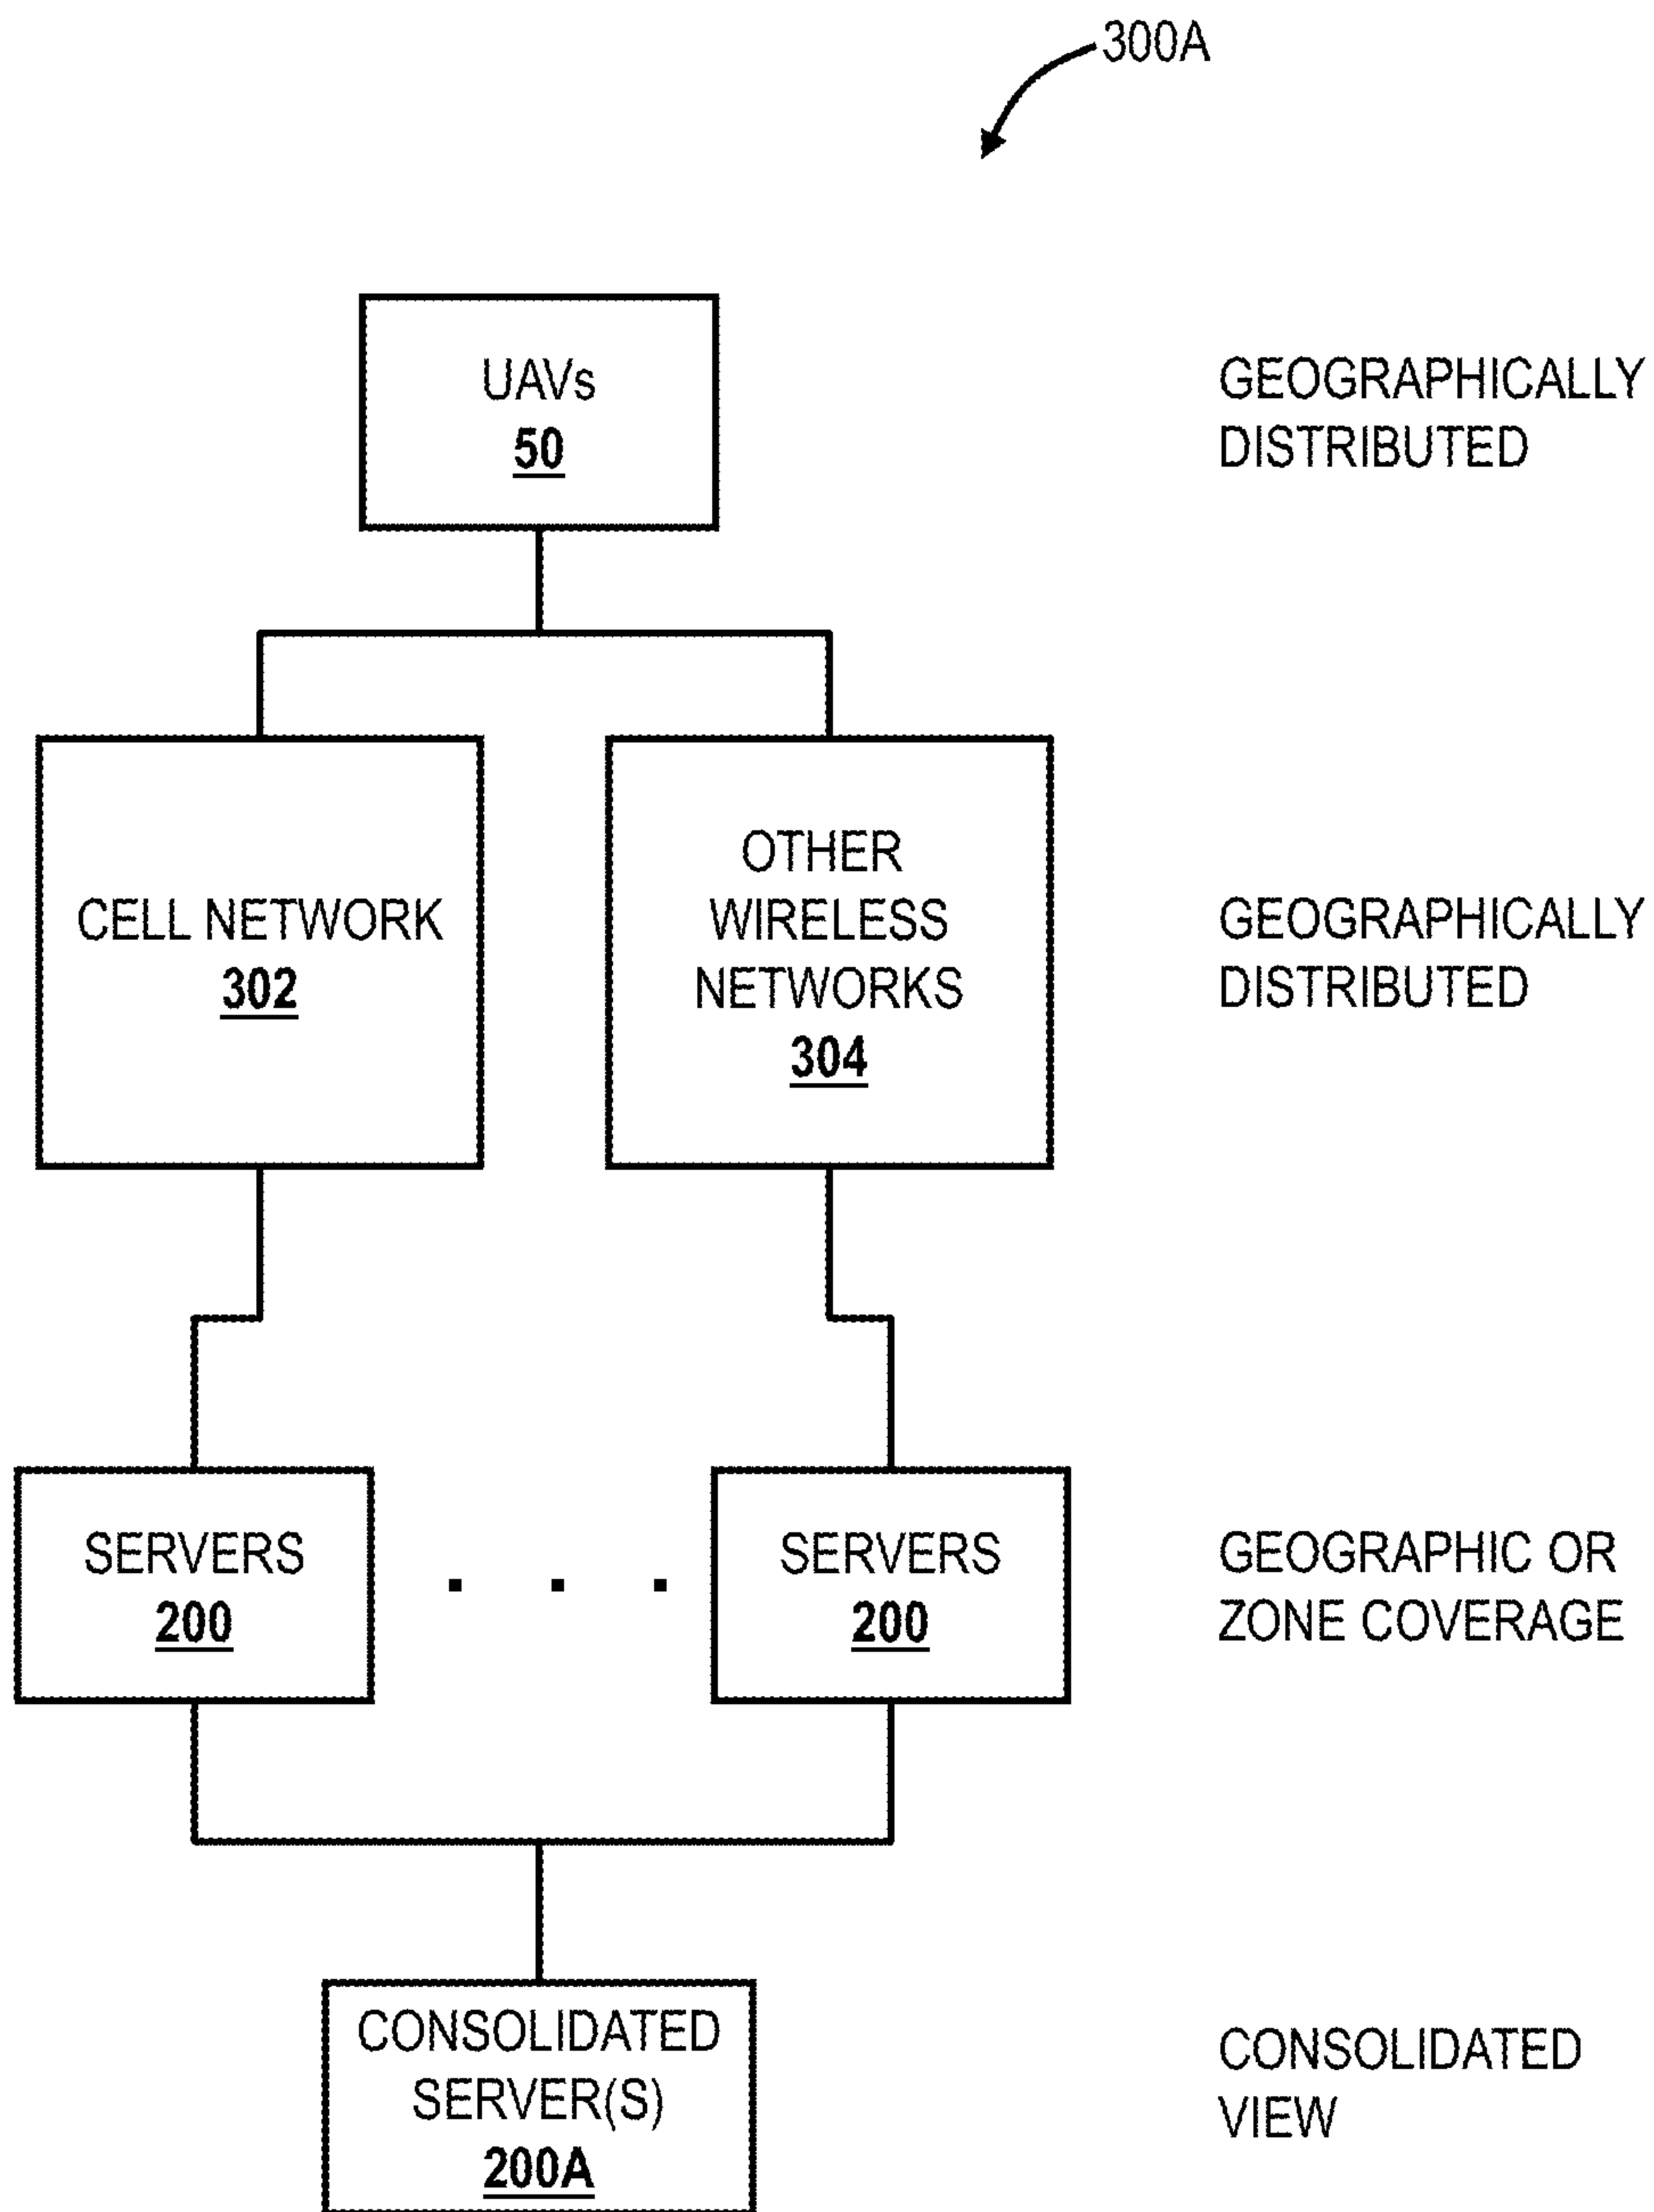 300A
UAVs
50
GEOGRAPHICALLY
DISTRIBUTED
CELL NETWORK
302
OTHER
WIRELESS
NETWORKS
304
GEOGRAPHICALLY
DISTRIBUTED
SERVERS
200
. . .
SERVERS
200
GEOGRAPHIC OR
ZONE COVERAGE
CONSOLIDATED
SERVER(S)
200A
CONSOLIDATED
VIEW